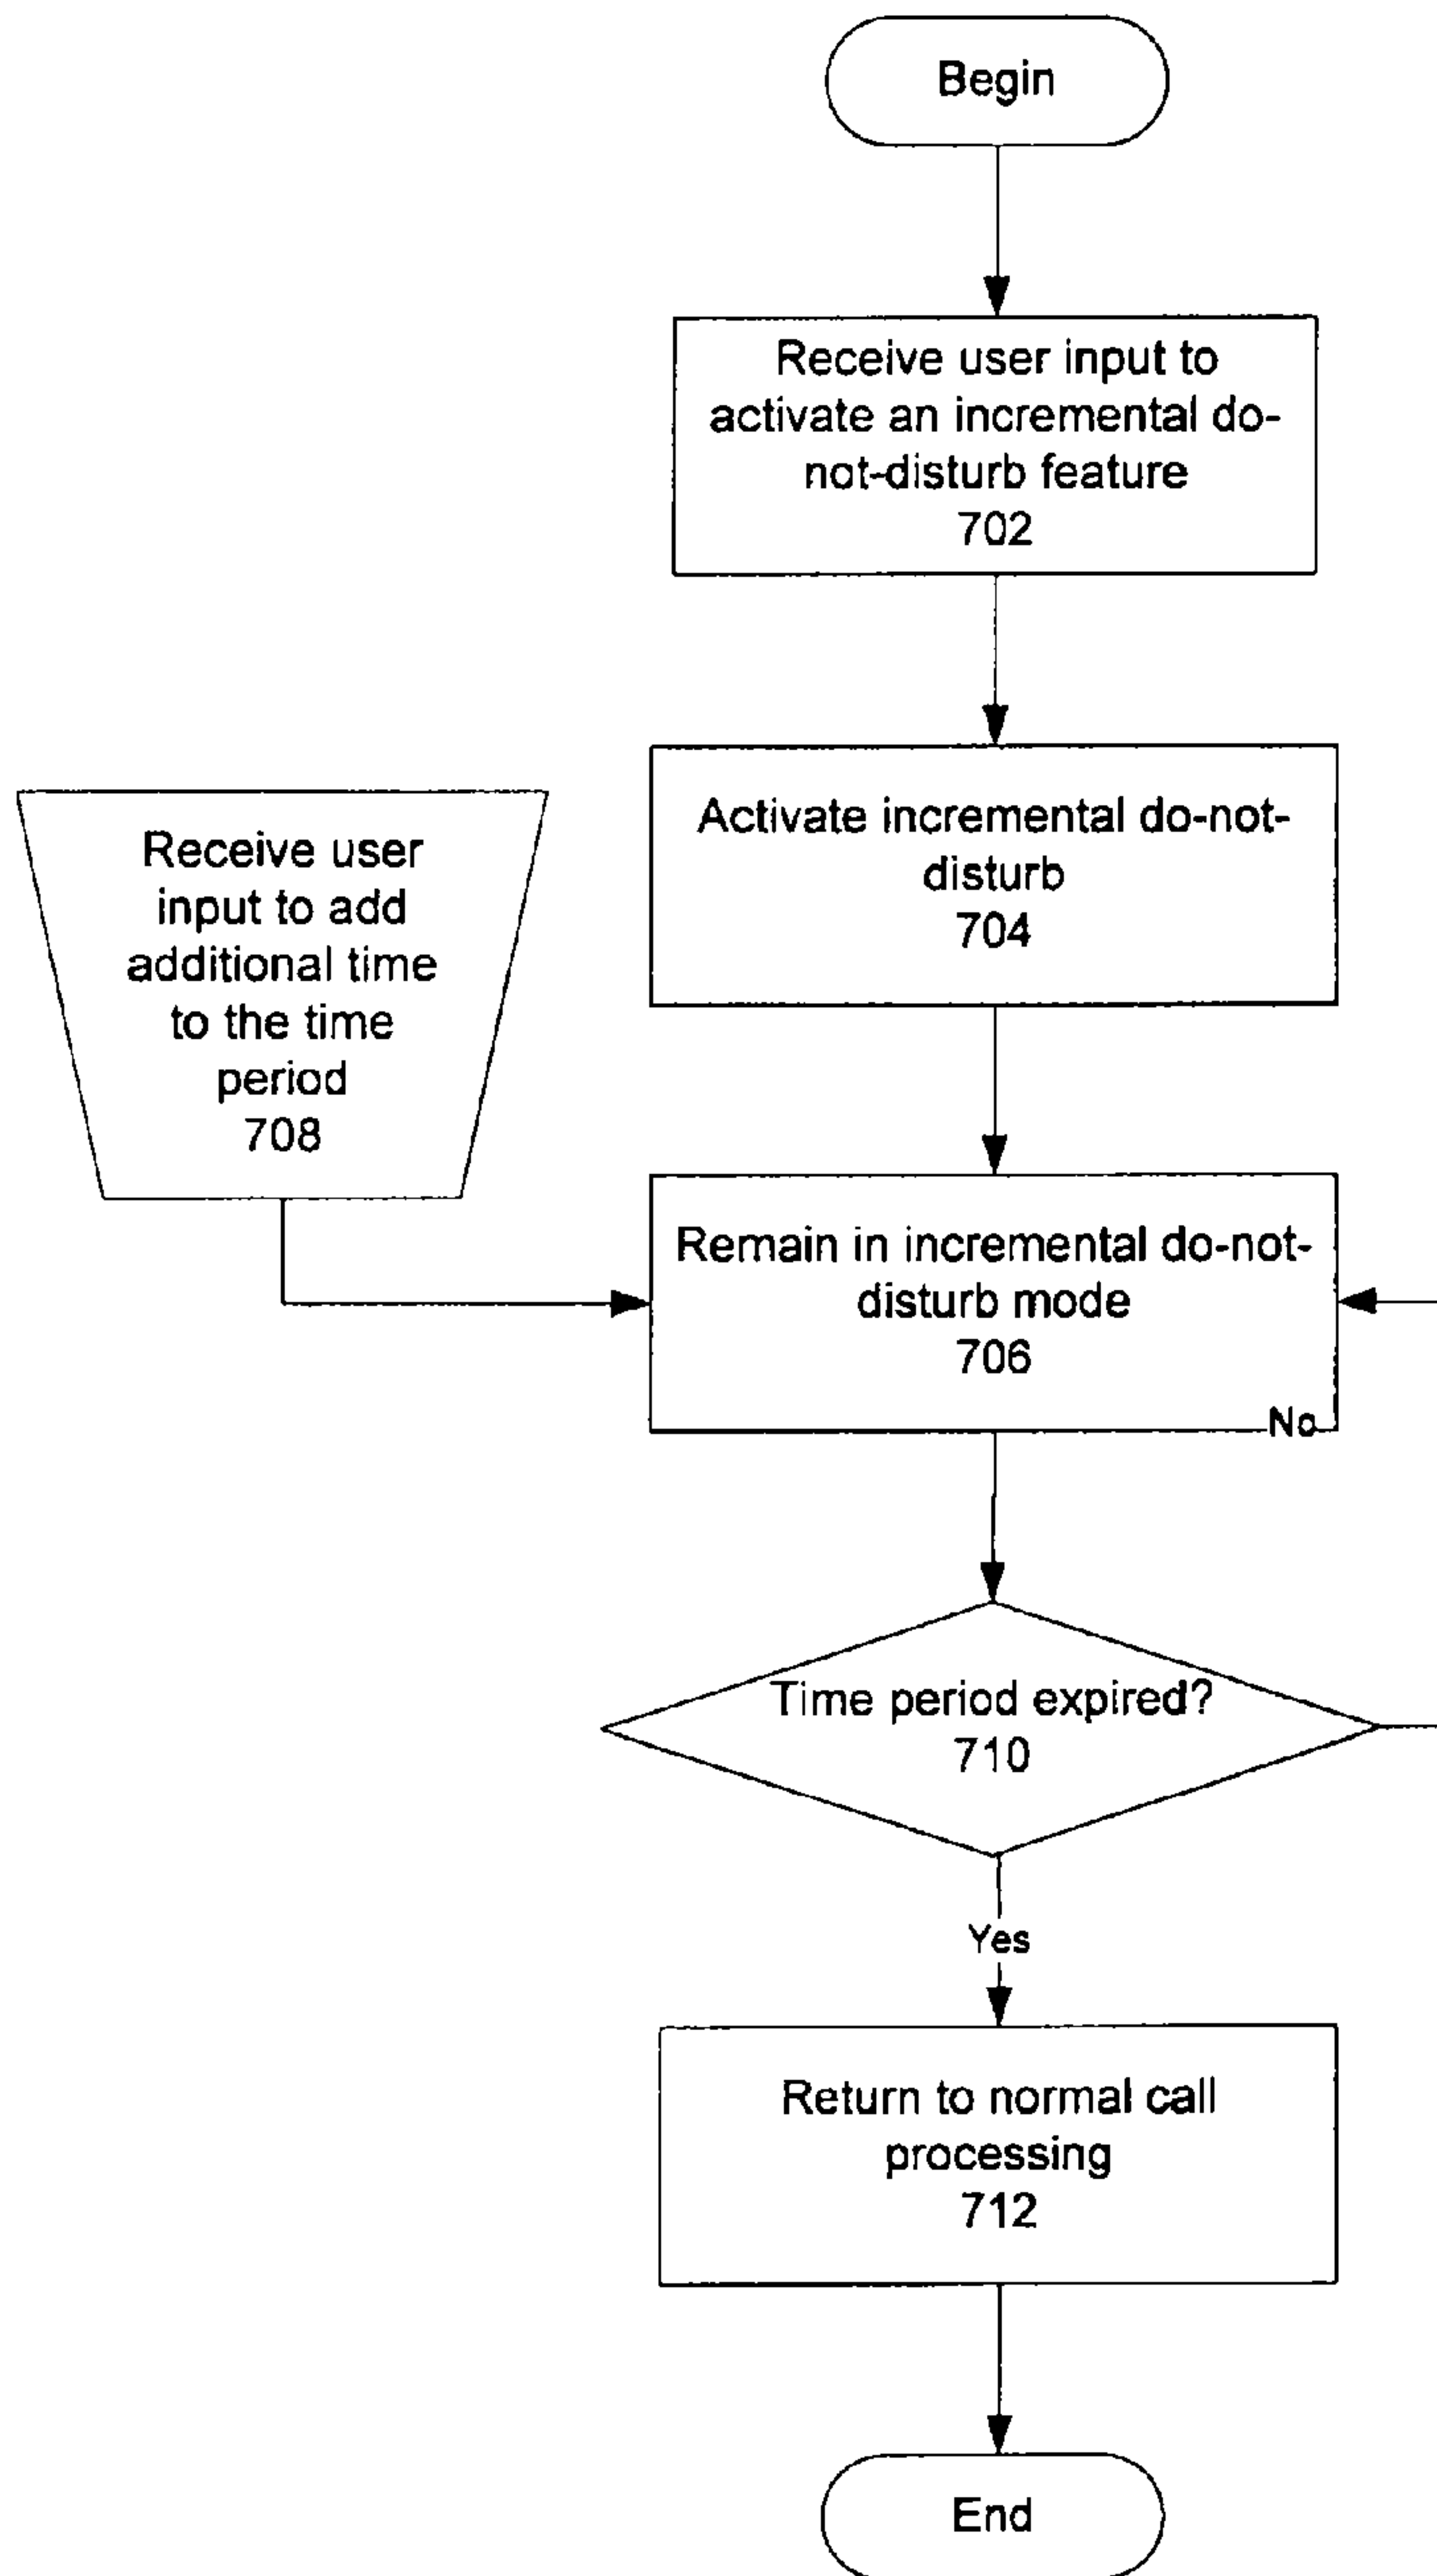 Begin
Receive user input to
activate an incremental do-
not-disturb feature
702
Activate incremental do-not-
disturb
704
Receive user
input to add
additional time
to the time
period
708
Remain in incremental do-not-
disturb mode
706
No
Time period expired?
710
Yes
Return to normal call
processing
712
End